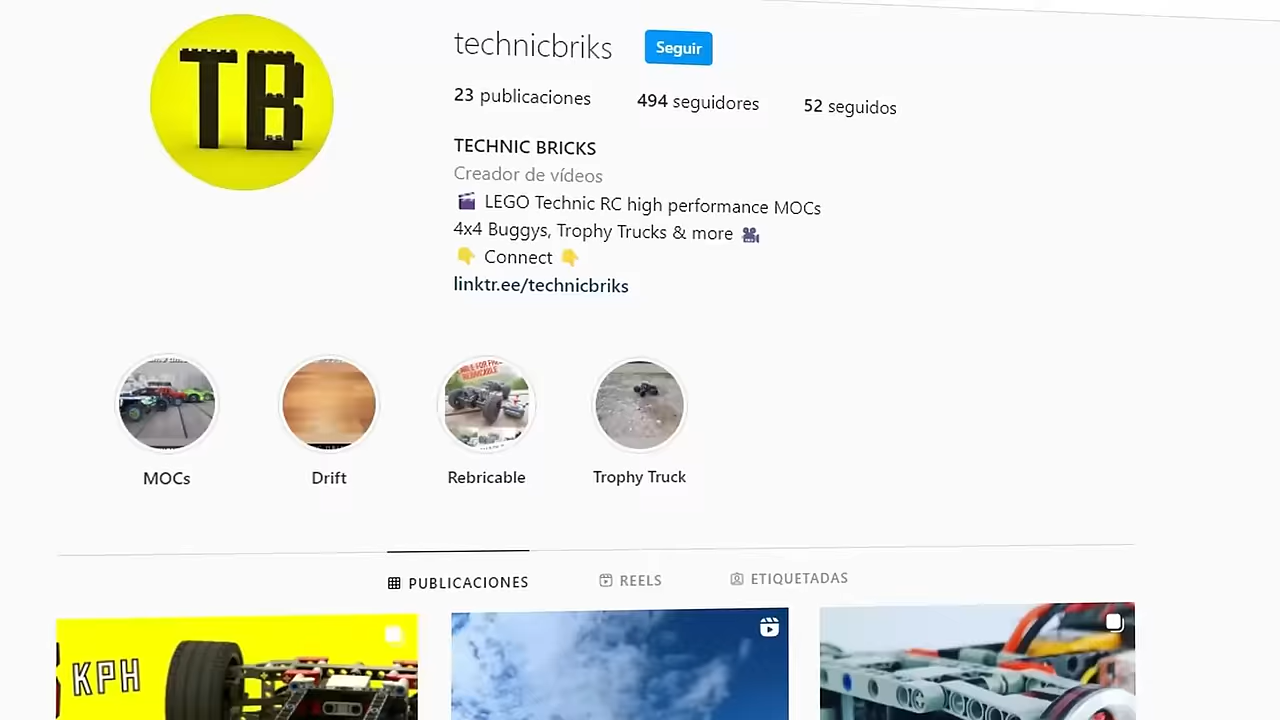 TB
technicbriks
Seguir
23 publicaciones 494 seguidores 52 seguidos
TECHNIC BRICKS
Creador de vídeos
LEGO Technic RC high performance MOCs
4x4 Buggys, Trophy Trucks & more
Connect
linktr.ee/technicbriks
MOCs Drift Rebricable Trophy Truck
PUBLICACIONES REELS ETIQUETADAS
KPH